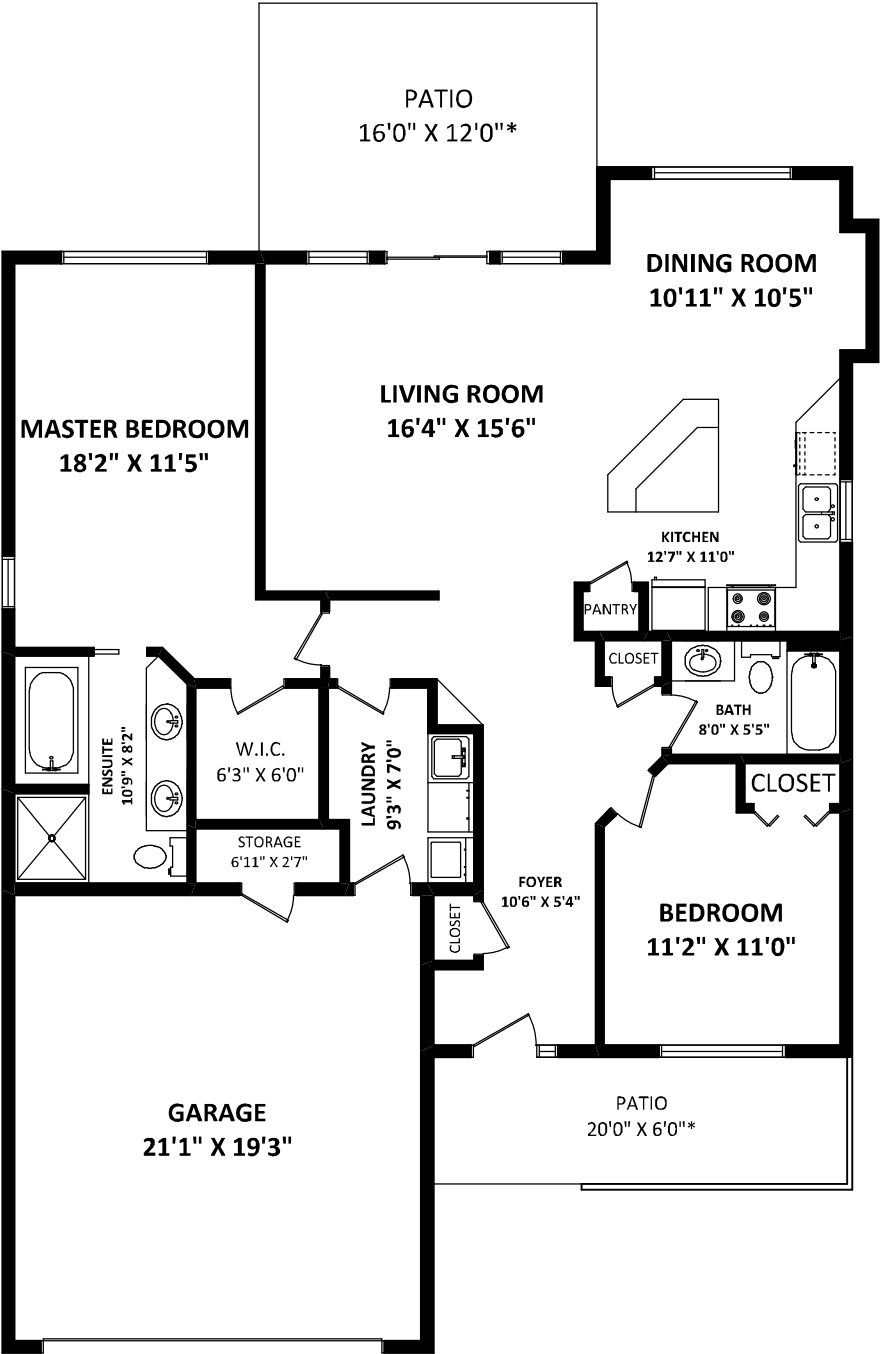 PATIO
16'0" X 12'0"*
DINING ROOM
10'11" X 10'5"
LIVING ROOM
16'4" X 15'6"
MASTER BEDROOM
18'2" X 11'5"
KITCHEN
12'7" X 11'0"
PANTRY
CLOSET
BATH
8'0" X 5'5"
ENSUITE
10'9" X 8'2"
W.I.C.
6'3" X 6'0"
LAUNDRY
9'3" X 7'0"
CLOSET
STORAGE
6'11" X 2'7"
FOYER
10'6" X 5'4"
CLOSET
BEDROOM
11'2" X 11'0"
GARAGE
21'1" X 19'3"
PATIO
20'0" X 6'0"*